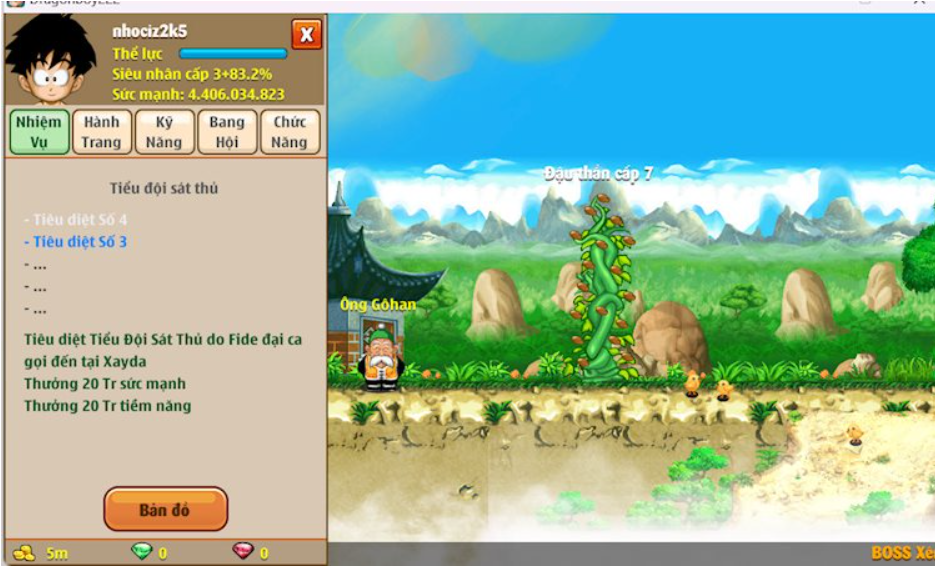 nhociz2k5
X
Thể lực
Siêu nhân cấp 3+83.2%
Sức mạnh: 4.406.034.823
Nhiệm Vụ
Hành Trang
Kỹ Năng
Bang Hội
Chức Năng
Tiểu đội sát thủ
- Tiêu diệt Số 4
- Tiêu diệt Số 3
- ...
- ...
- ...
Tiêu diệt Tiểu Đội Sát Thủ do Fide đại ca
gọi đến tại Xayda
Thưởng 20 Tr sức mạnh
Thưởng 20 Tr tiềm năng
Bản đồ
5m
0
0
Đậu thần cấp 7
Ông Gôhan
BOSS